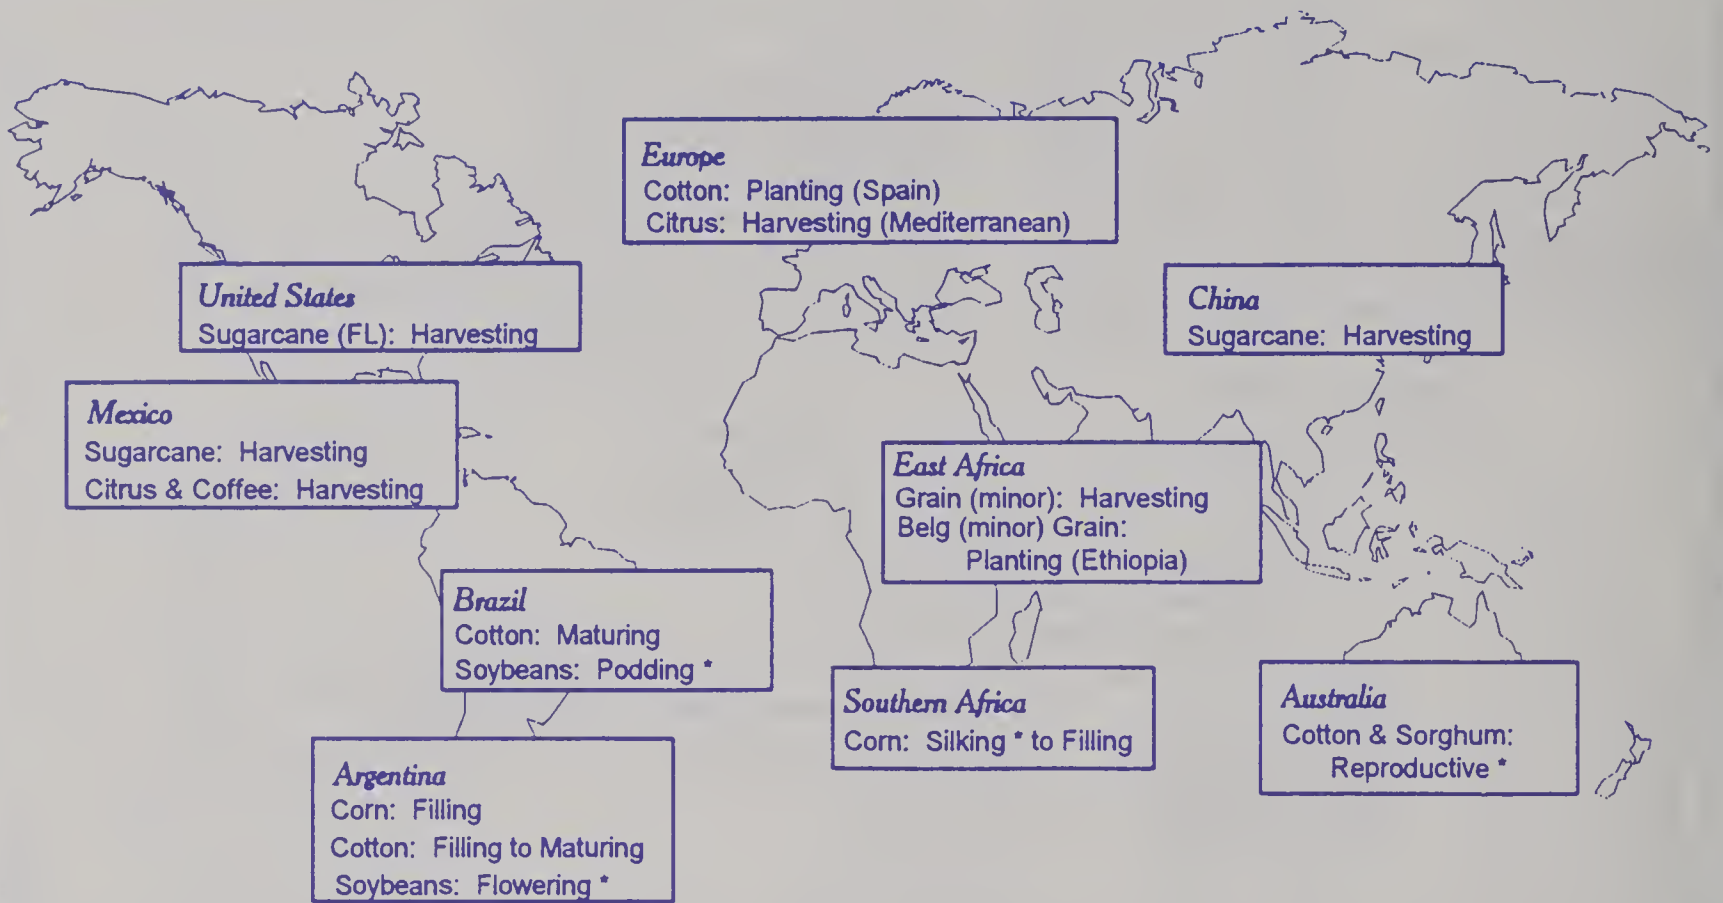 Europe
Cotton: Planting (Spain)
Citrus: Harvesting (Mediterranean)
United States
Sugarcane (FL): Harvesting
China
Sugarcane: Harvesting
Mexico
Sugarcane: Harvesting
Citrus & Coffee: Harvesting
East Africa
Grain (minor): Harvesting
Belg (minor) Grain:
Planting (Ethiopia)
Brazil
Cotton: Maturing
Soybeans: Podding *
Southern Africa
Corn: Silking * to Filling
Australia
Cotton & Sorghum:
Reproductive *
Argentina
Corn: Filling
Cotton: Filling to Maturing
Soybeans: Flowering *